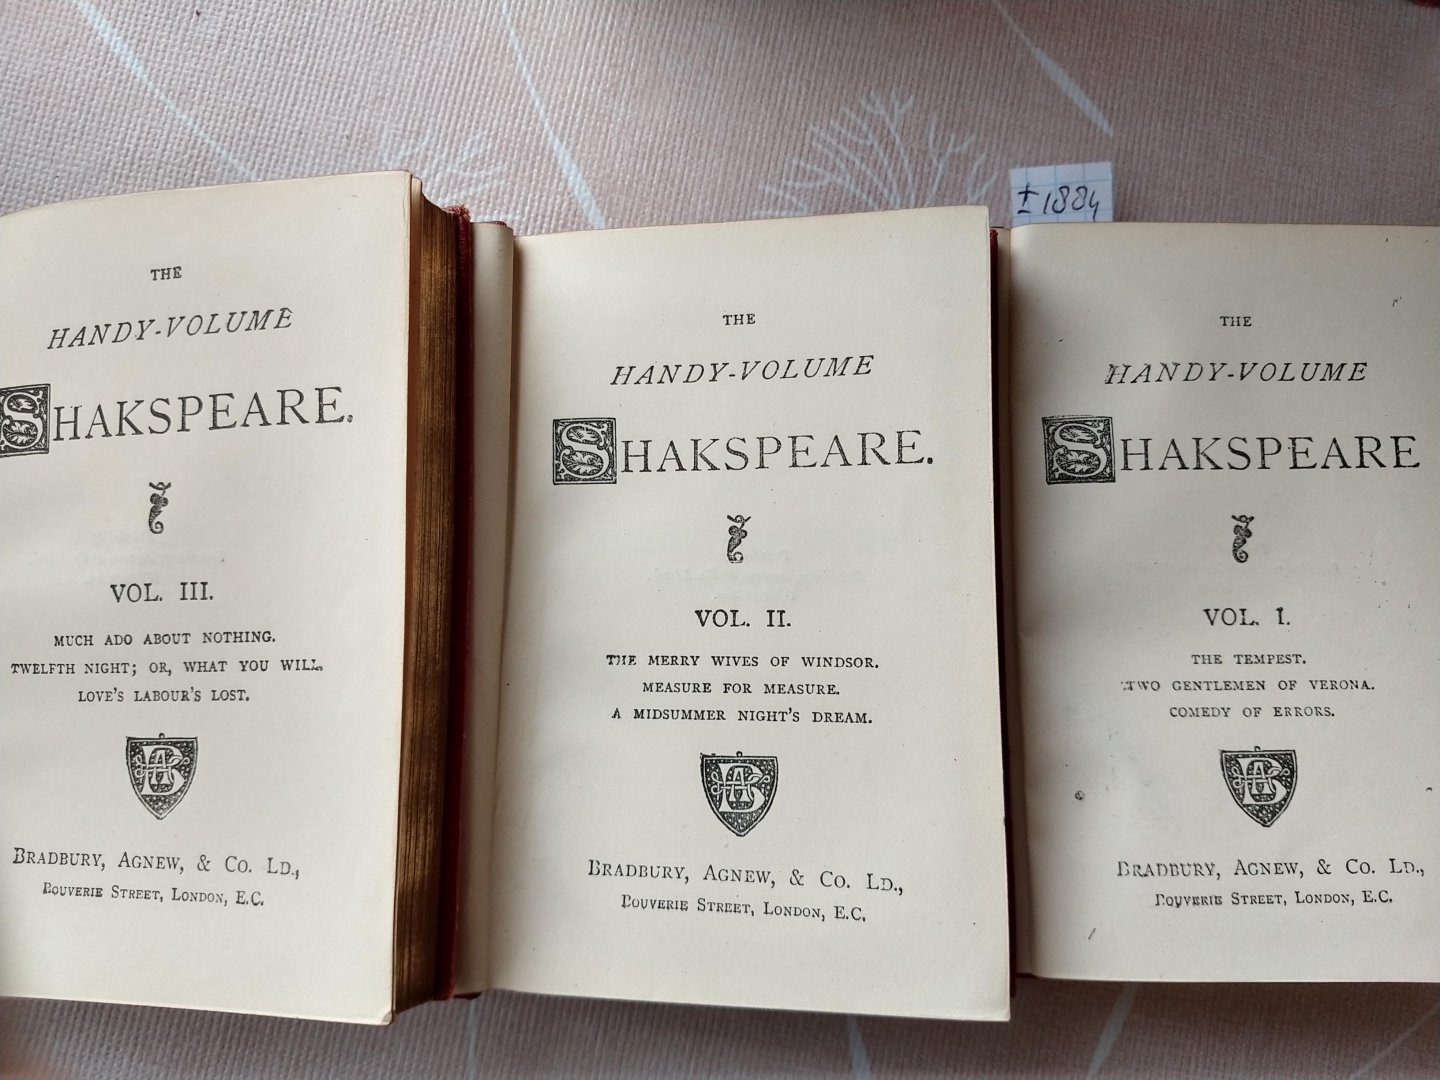 ± 1884
THE
HANDY-VOLUME
SHAKSPEARE.
VOL. III.
MUCH ADO ABOUT NOTHING.
TWELFTH NIGHT; OR, WHAT YOU WILL.
LOVE'S LABOUR'S LOST.
BRADBURY, AGNEW, & CO. LD.,
BOUVERIE STREET, LONDON, E.C.
THE
HANDY-VOLUME
SHAKSPEARE.
VOL. II.
THE MERRY WIVES OF WINDSOR.
MEASURE FOR MEASURE.
A MIDSUMMER NIGHT'S DREAM.
BRADBURY, AGNEW, & CO. LD.,
BOUVERIE STREET, LONDON, E.C.
THE
HANDY-VOLUME
SHAKSPEARE
VOL. I.
THE TEMPEST.
TWO GENTLEMEN OF VERONA.
COMEDY OF ERRORS.
BRADBURY, AGNEW, & CO. LD.,
BOUVERIE STREET, LONDON, E.C.